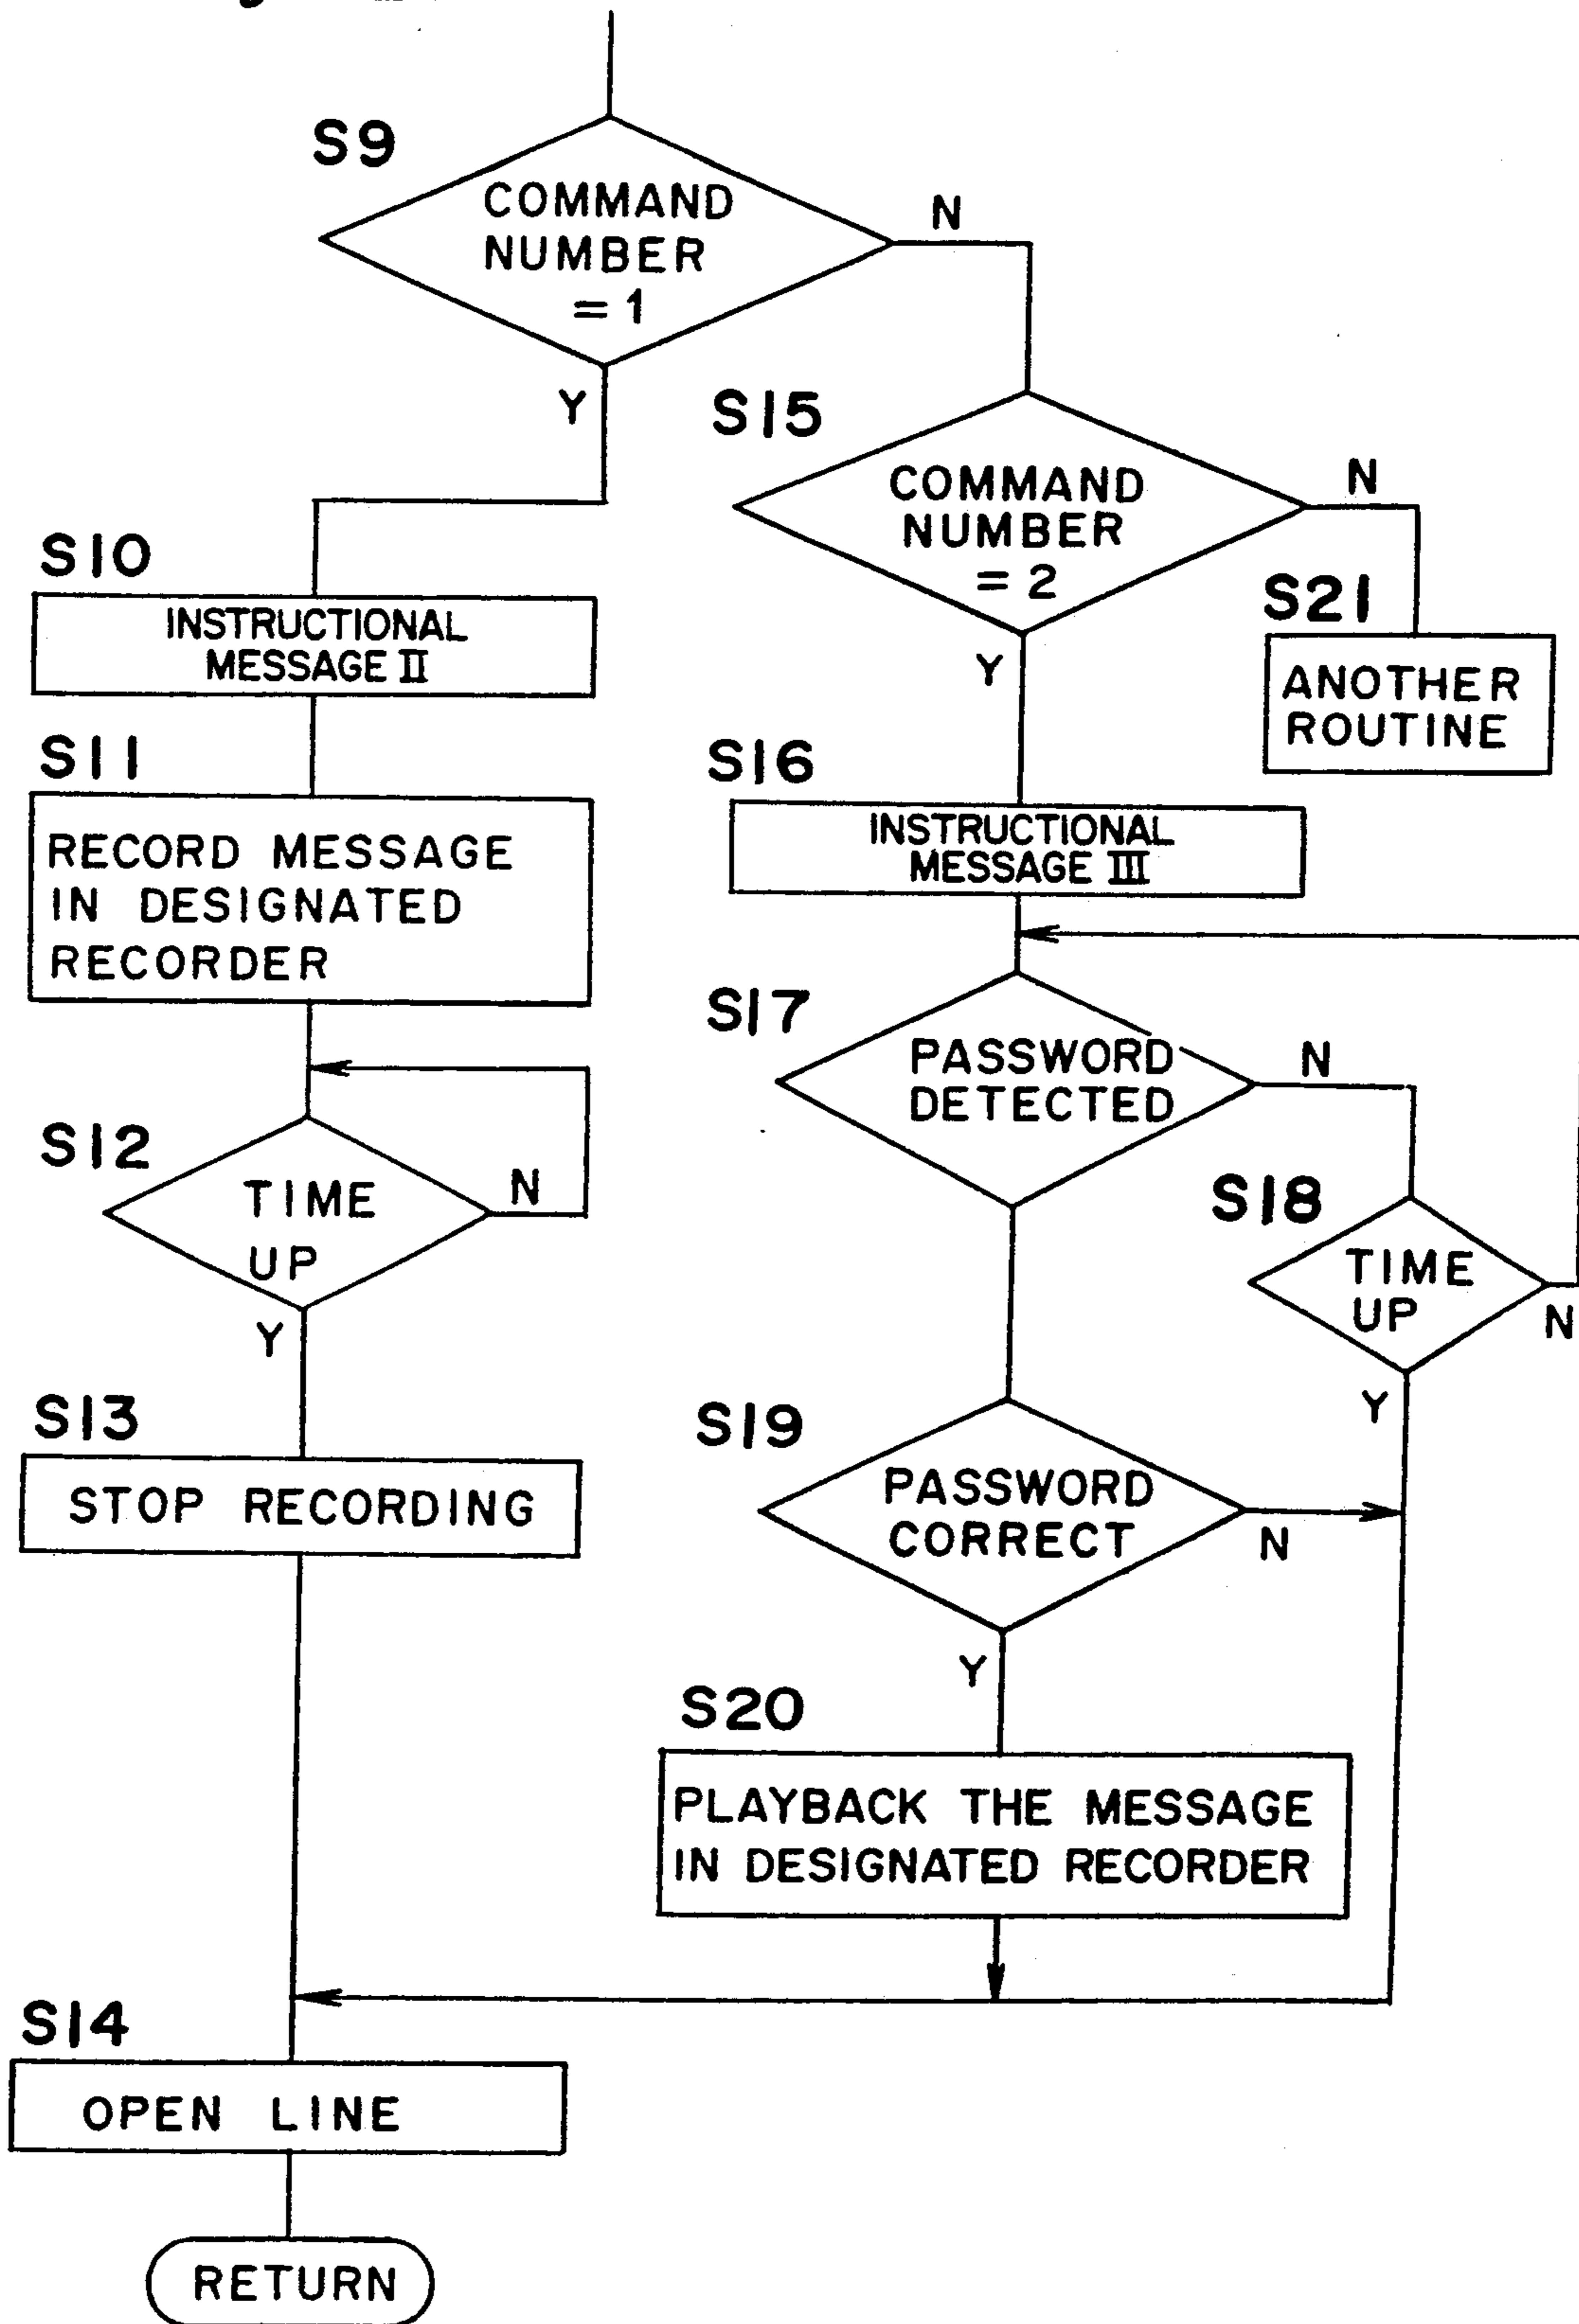 S9
COMMAND
NUMBER
= 1
N
Y
S15
COMMAND
NUMBER
= 2
N
Y
S10
INSTRUCTIONAL
MESSAGE II
S21
ANOTHER
ROUTINE
S11
RECORD MESSAGE
IN DESIGNATED
RECORDER
S16
INSTRUCTIONAL
MESSAGE III
S17
PASSWORD
DETECTED
N
S12
TIME
UP
N
Y
S18
TIME
UP
N
Y
S13
STOP RECORDING
S19
PASSWORD
CORRECT
N
Y
S20
PLAYBACK THE MESSAGE
IN DESIGNATED RECORDER
S14
OPEN LINE
RETURN